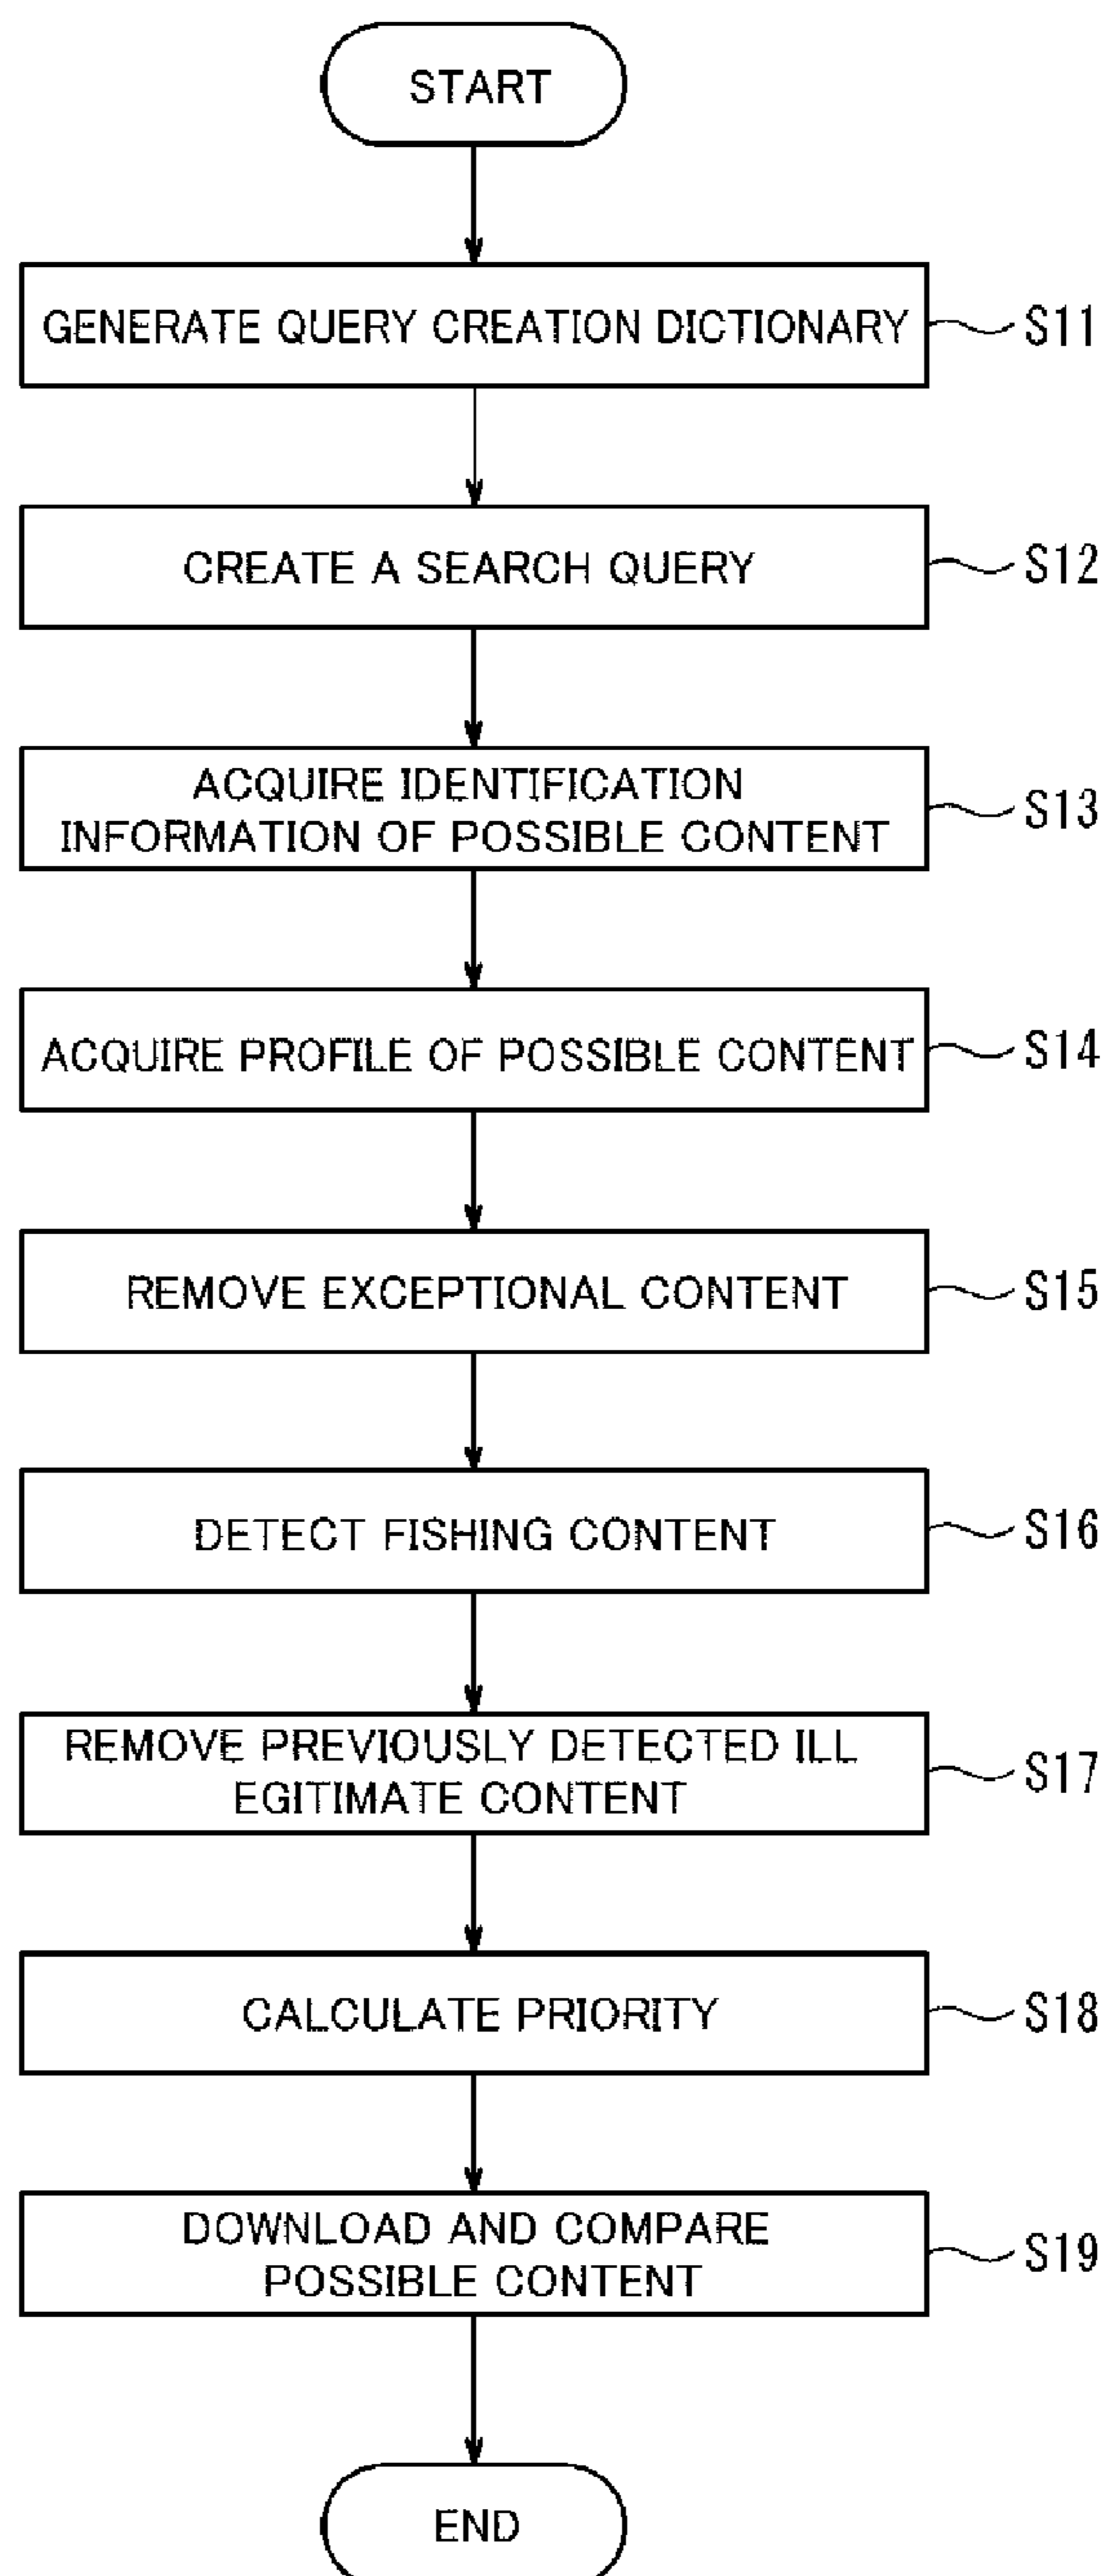 START
GENERATE QUERY CREATION DICTIONARY
S11
CREATE A SEARCH QUERY
S12
ACQUIRE IDENTIFICATION
INFORMATION OF POSSIBLE CONTENT
S13
ACQUIRE PROFILE OF POSSIBLE CONTENT
S14
REMOVE EXCEPTIONAL CONTENT
S15
DETECT FISHING CONTENT
S16
REMOVE PREVIOUSLY DETECTED ILL
EGITIMATE CONTENT
S17
CALCULATE PRIORITY
S18
DOWNLOAD AND COMPARE
POSSIBLE CONTENT
S19
END